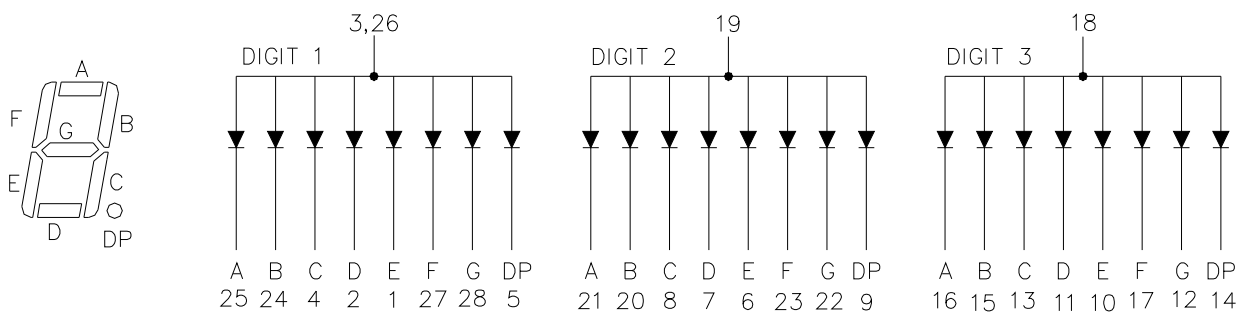 3,26 19 18
DIGIT 1 DIGIT 2 DIGIT 3
A
F B
G
E C
D DP
A B C D E F G DP A B C D E F G DP A B C D E F G DP
25 24 4 2 1 27 28 5 21 20 8 7 6 23 22 9 16 15 13 11 10 17 12 14